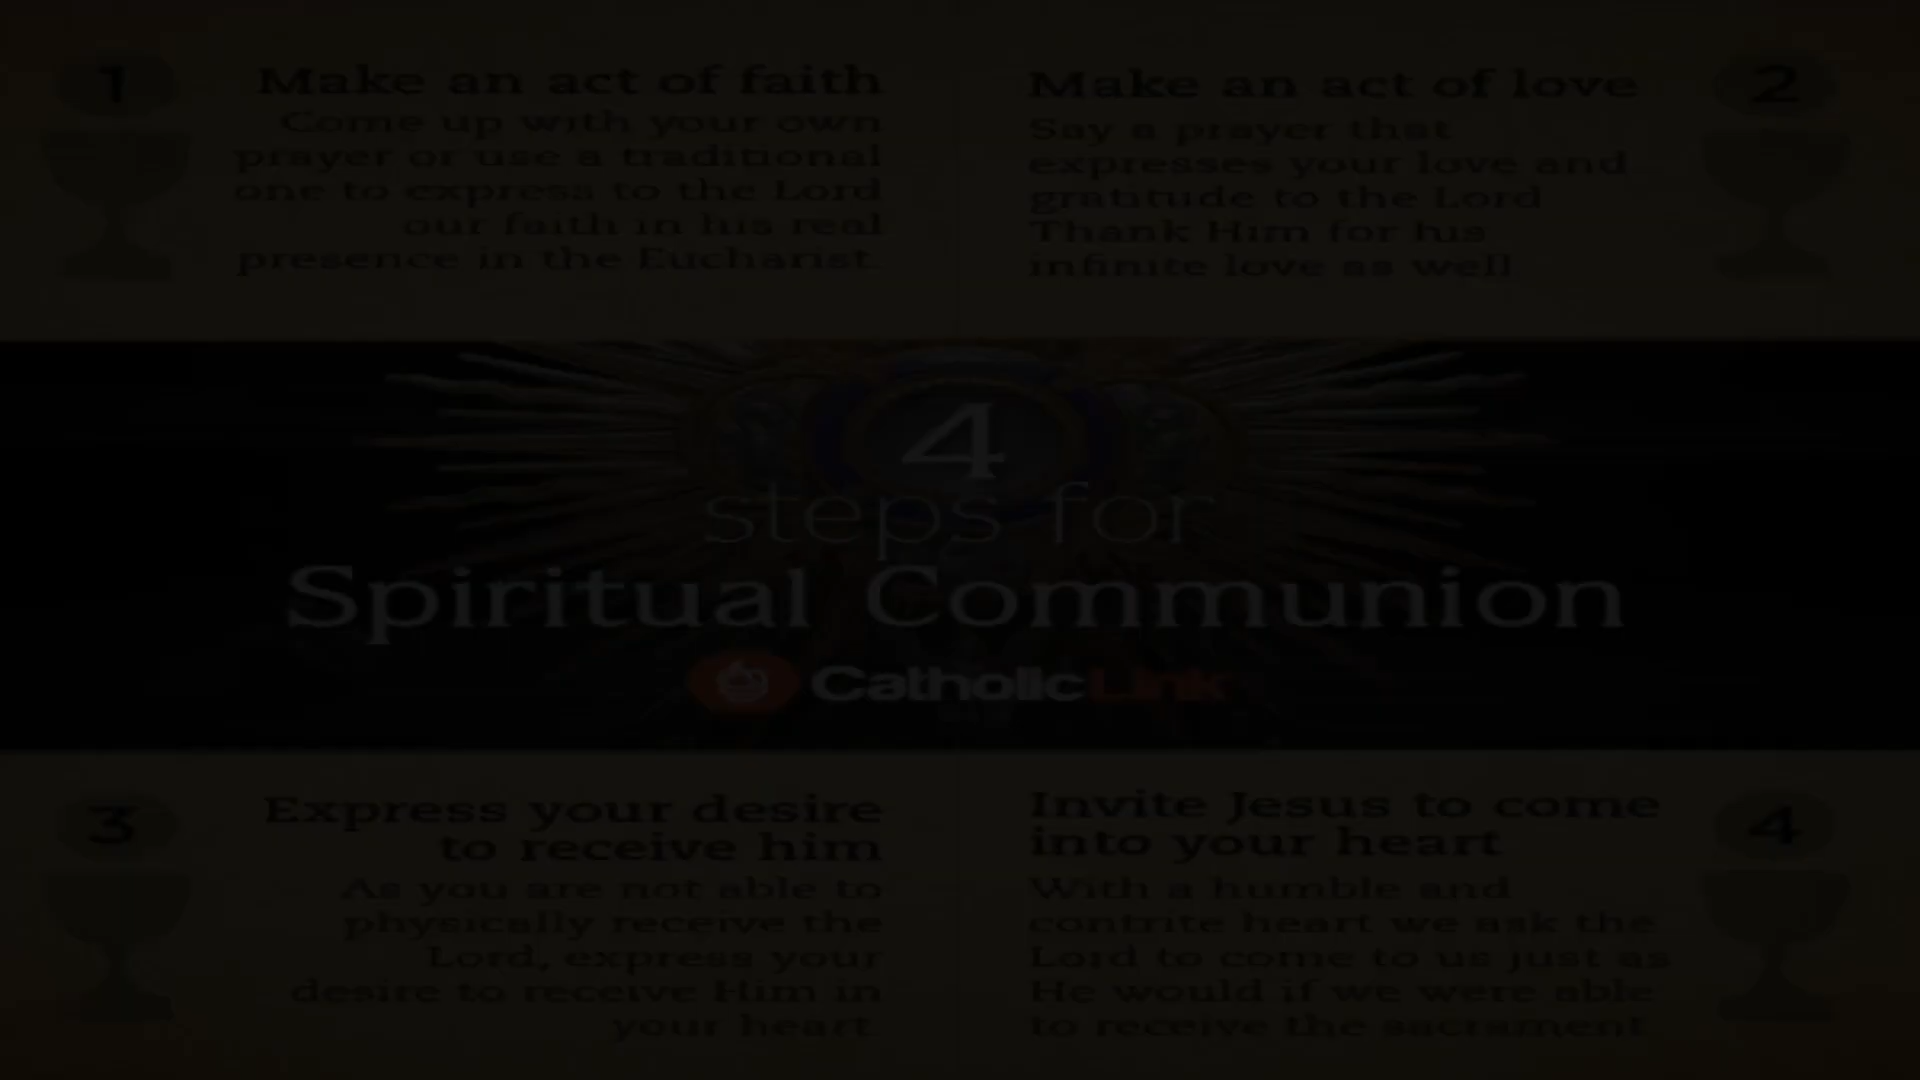 1
Make an act of faith
Come up with your own
prayer or use a traditional
one to express to the Lord
our faith in his real
presence in the Eucharist.
Make an act of love
2
Say a prayer that
expresses your love and
gratitude to the Lord
Thank Him for his
infinite love as well
4
steps for
Spiritual Communion
CatholicLink
3
Express your desire
to receive him
As you are not able to
physically receive the
Lord, express your
desire to receive Him in
your heart.
Invite Jesus to come
into your heart
4
With a humble and
contrite heart we ask the
Lord to come to us just as
He would if we were able
to receive the sacrament